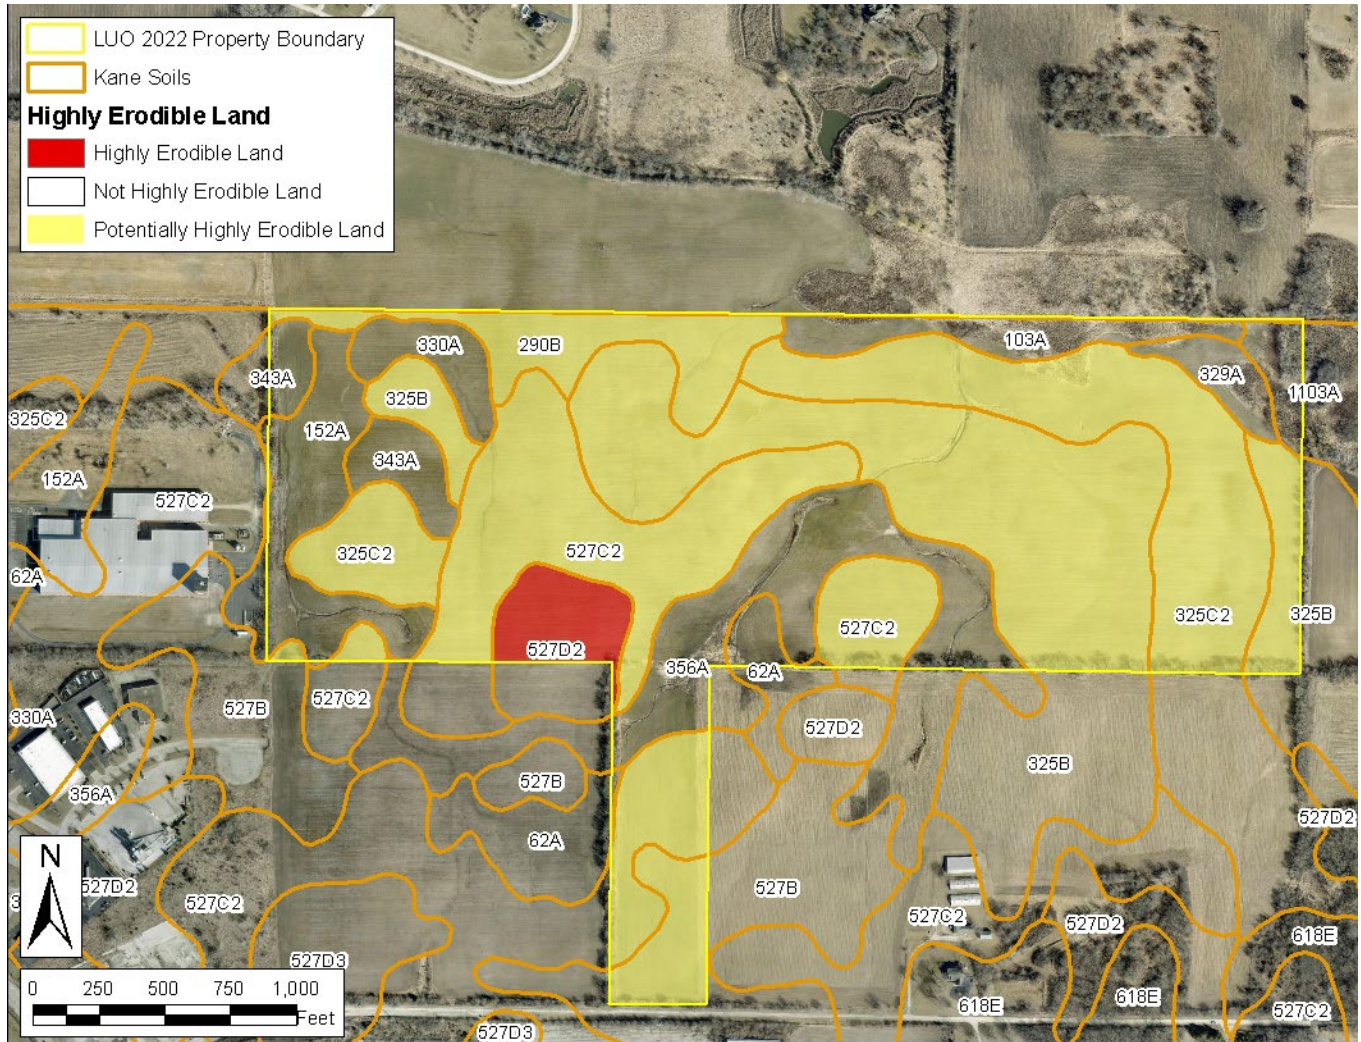 LUO 2022 Property Boundary
Kane Soils
Highly Erodible Land
Highly Erodible Land
Not Highly Erodible Land
Potentially Highly Erodible Land
103A
330A
290B
343A
329A
1103A
325B
325C2
152A
343A
152A
527C2
325C2
527C2
62A
325C2
325B
527C2
527D2
356A
62A
527C2
527B
330A
527D2
325B
527B
356A
527D2
62A
N
527D2
527B
527C2
527C2
527D2
618E
527D3
0 250 500 750 1,000
Feet
618E
618E
527C2
527D3